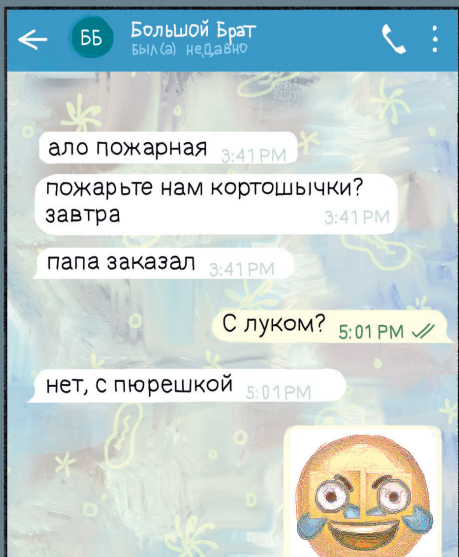 ББ
Большой Брат
был(а) недавно
ало пожарная 3:41 PM
пожарьте нам кортошычки?
завтра 3:41 PM
папа заказал 3:41 PM
С луком? 5:01 PM
нет, с пюрешкой 5:01 PM